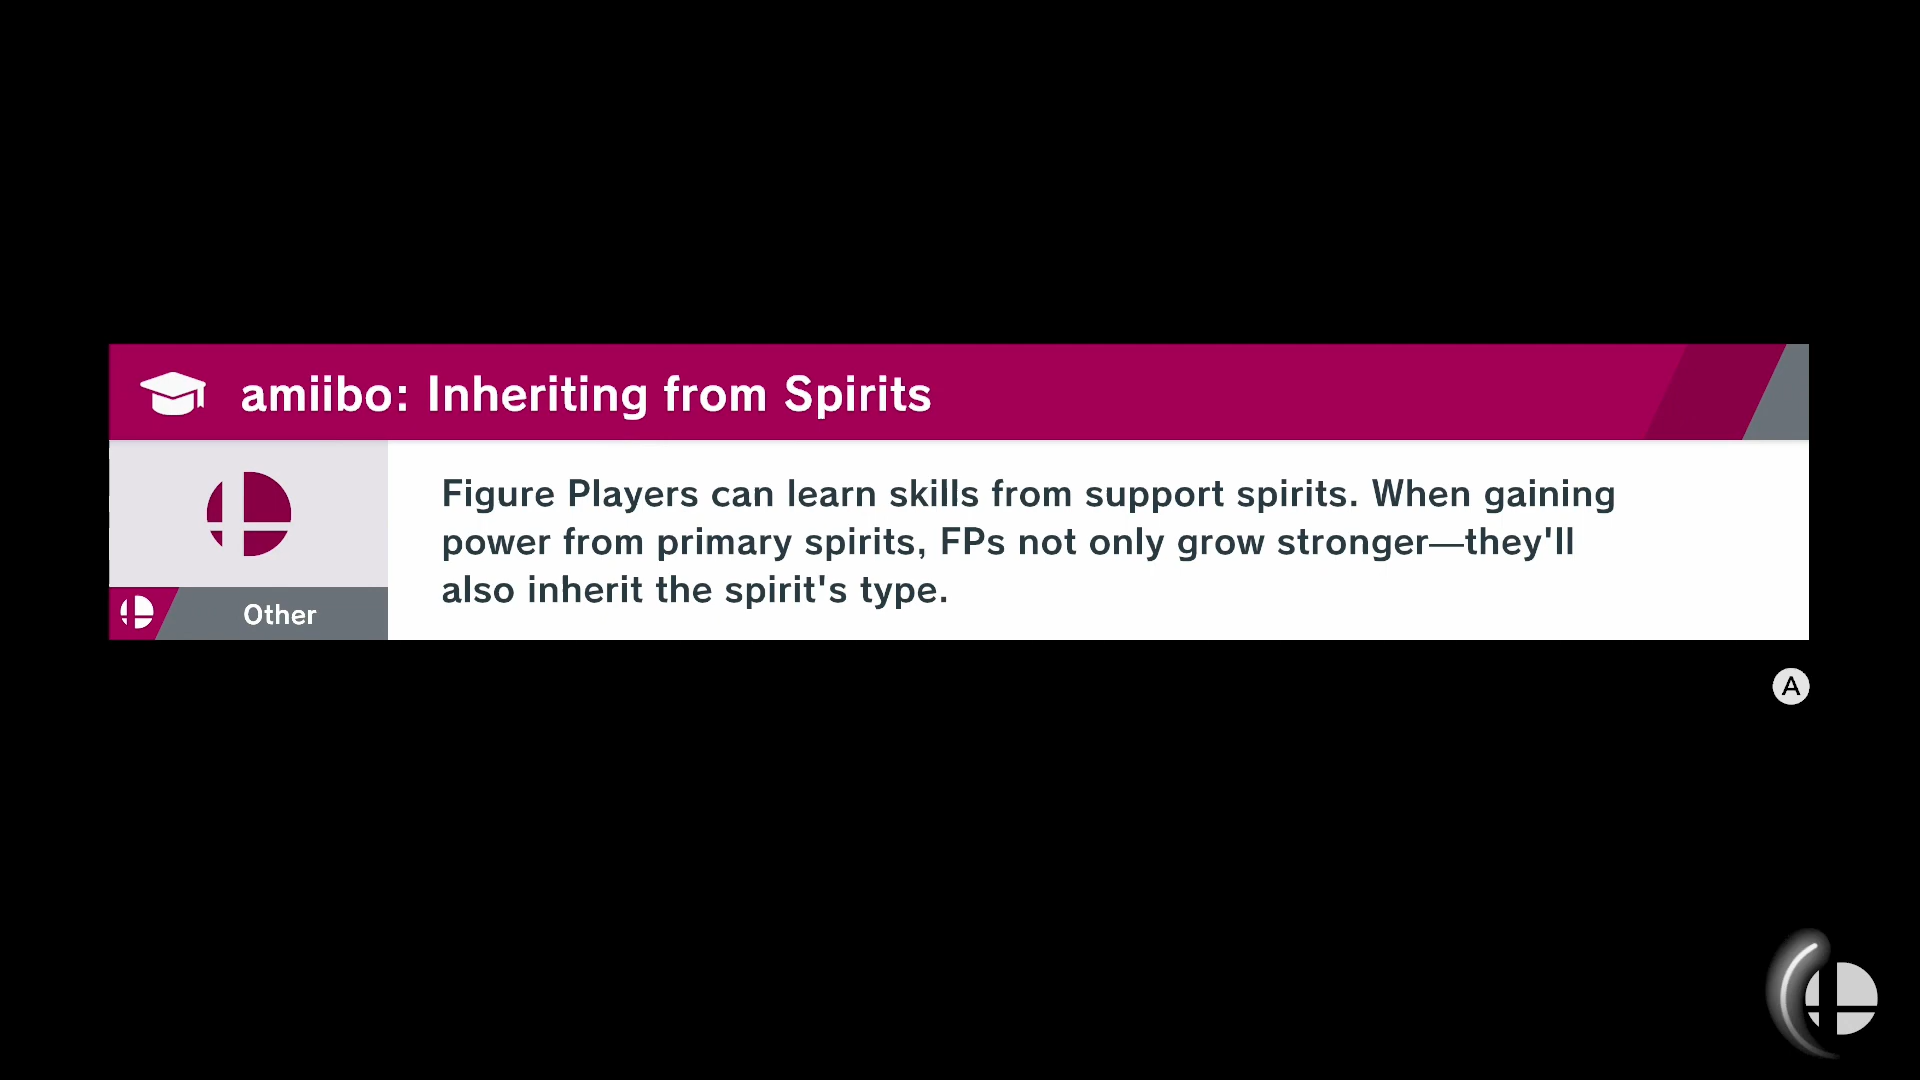 amiibo: Inheriting from Spirits
Figure Players can learn skills from support spirits. When gaining
power from primary spirits, FPs not only grow stronger—they'll
also inherit the spirit's type.
Other
A